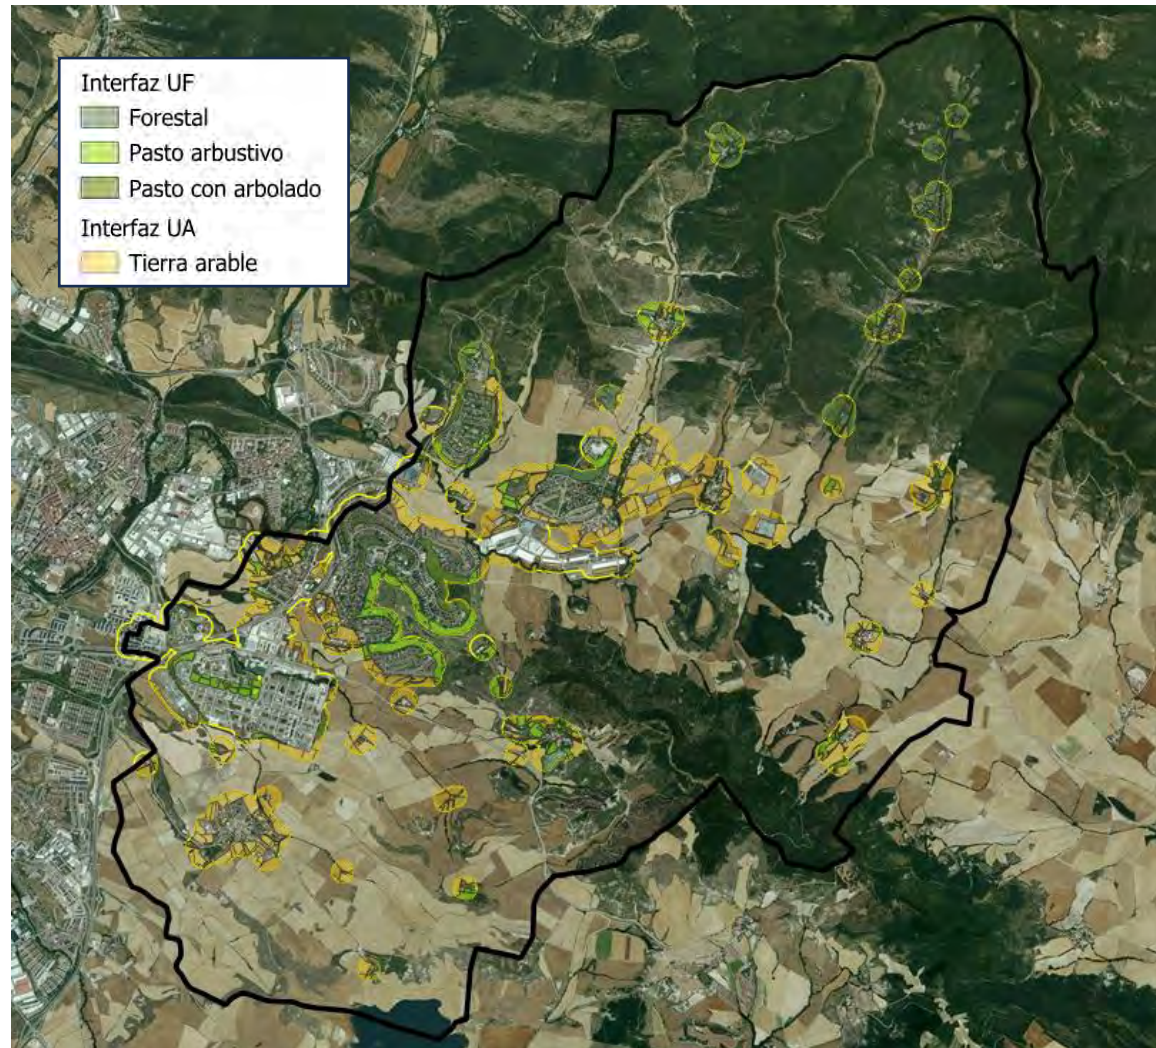 Interfaz UF
Forestal
Pasto arbustivo
Pasto con arbolado
Interfaz UA
Tierra arable